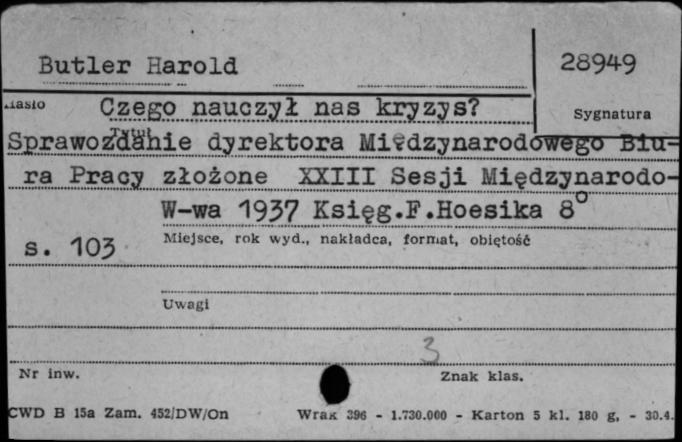 Butler Harold
28949
Hasło
Czego nauczył nas kryzys?
Sygnatura
Tytuł
Sprawozdanie dyrektora Międzynarodowego Biu-
ra Pracy złożone XXIII Sesji Międzynarodo-
W-wa 1937 Księg.F.Hoesika 8°
s. 103
Miejsce, rok wyd., nakładca, format, objętość
Uwagi
3
Nr inw.
Znak klas.
CWD B 15a Zam. 452/DW/On
Wrak 396 - 1.730.000 - Karton 5 kl. 180 g, - 30.4.